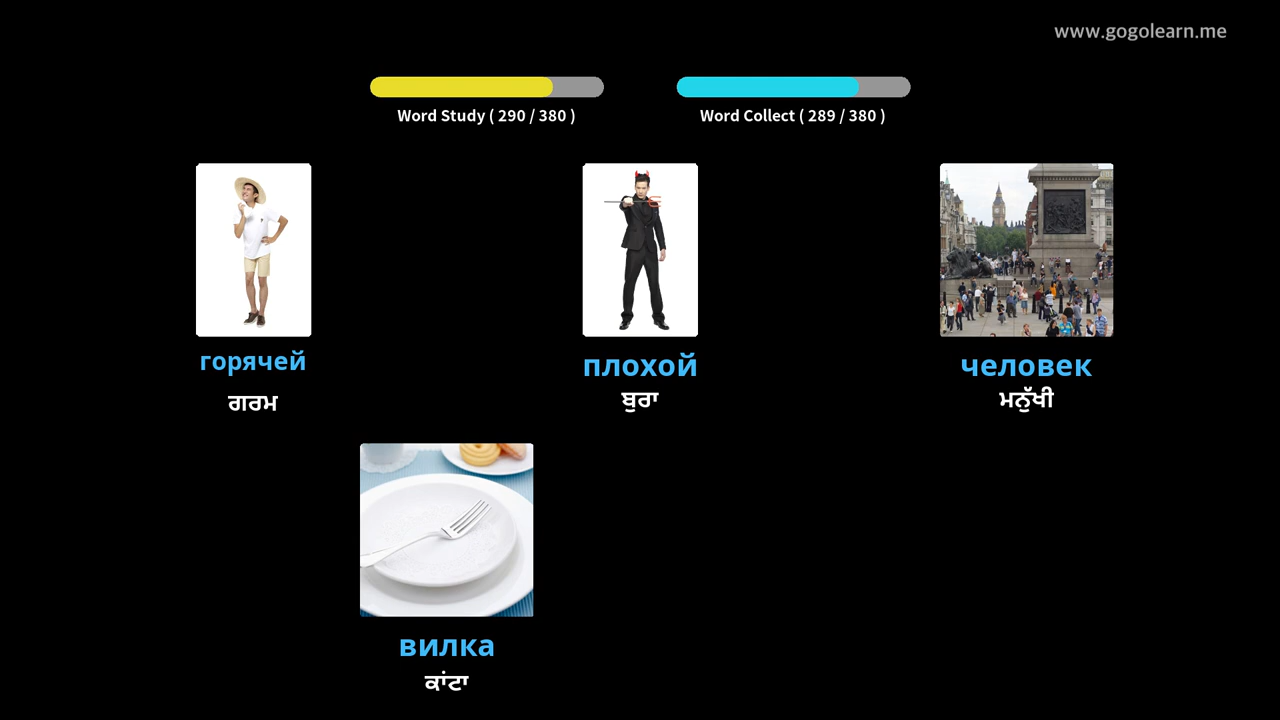 www.gogolearn.me
Word Study ( 290 / 380 )
Word Collect ( 289 / 380 )
горячей
ਗਰਮ
плохой
ਬੁਰਾ
человек
ਮਨੁੱਖੀ
вилка
ਕਾਂਟਾ